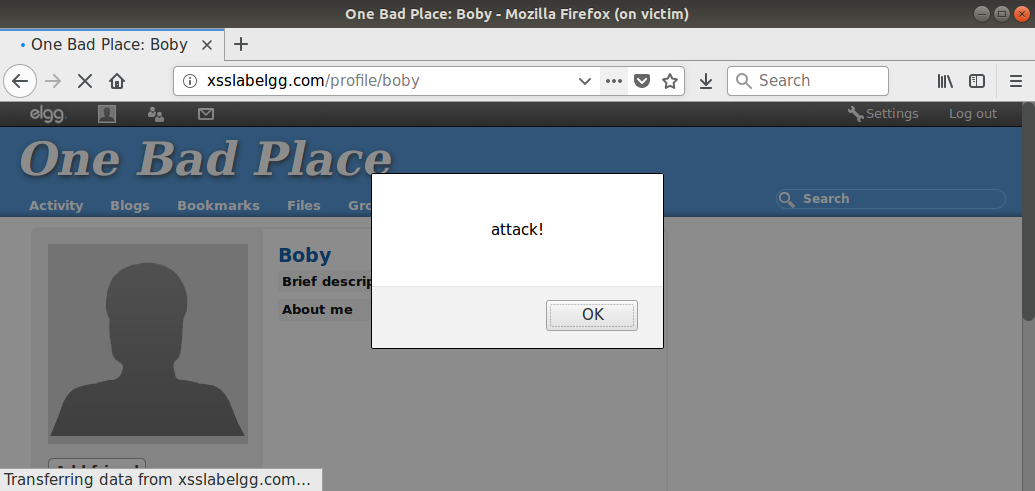 One Bad Place: Boby - Mozilla Firefox (on victim)
• One Bad Place: Boby
xsslabelgg.com/profile/boby
Search
elgg
Settings
Log out
One Bad Place
Activity
Blogs
Bookmarks
Files
Gro
Search
attack!
OK
Boby
Brief descrip
About me
Add friend
Transferring data from xsslabelgg.com...